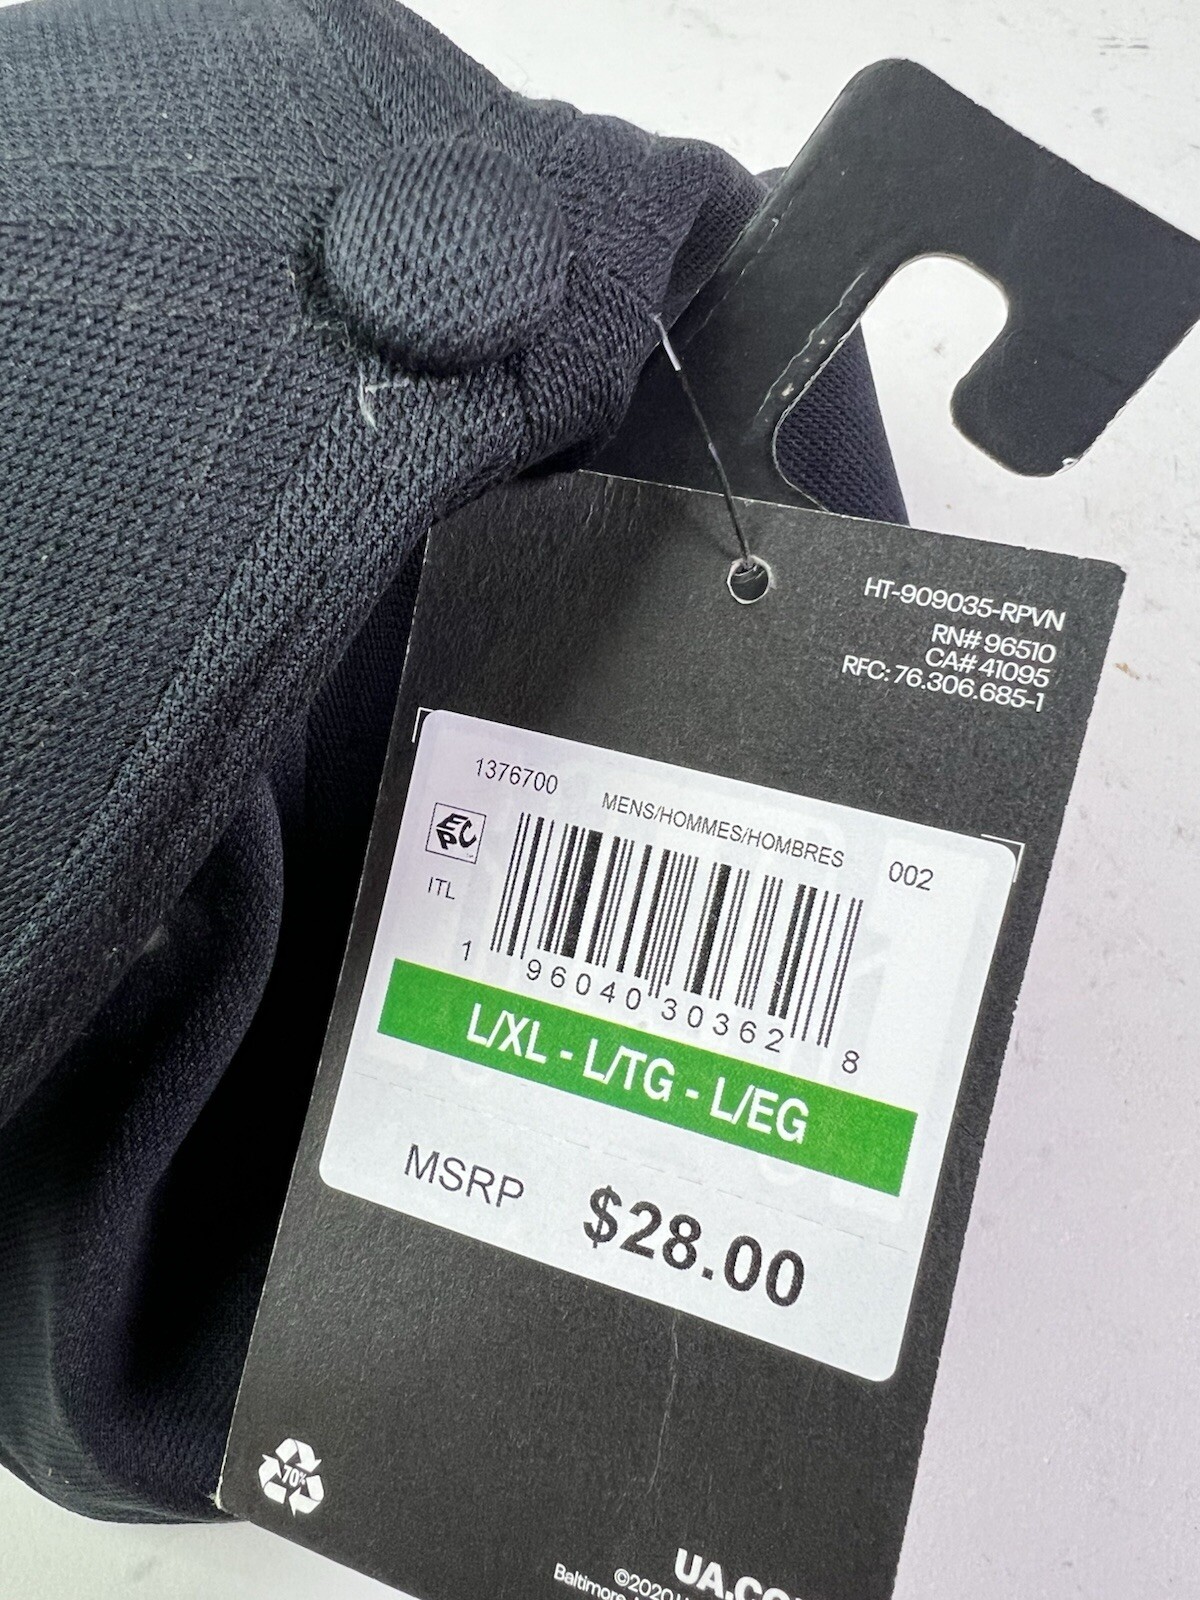 HT-909035-RPVN
RN# 96510
CA# 41095
RFC: 76.306.685-1
1376700 MENS/HOMMES/HOMBRES 002
EPC
ITL
1 96040 30362 8
L/XL - L/TG - L/EG
MSRP $28.00
70%
UA.CO
©2020
Baltimore,